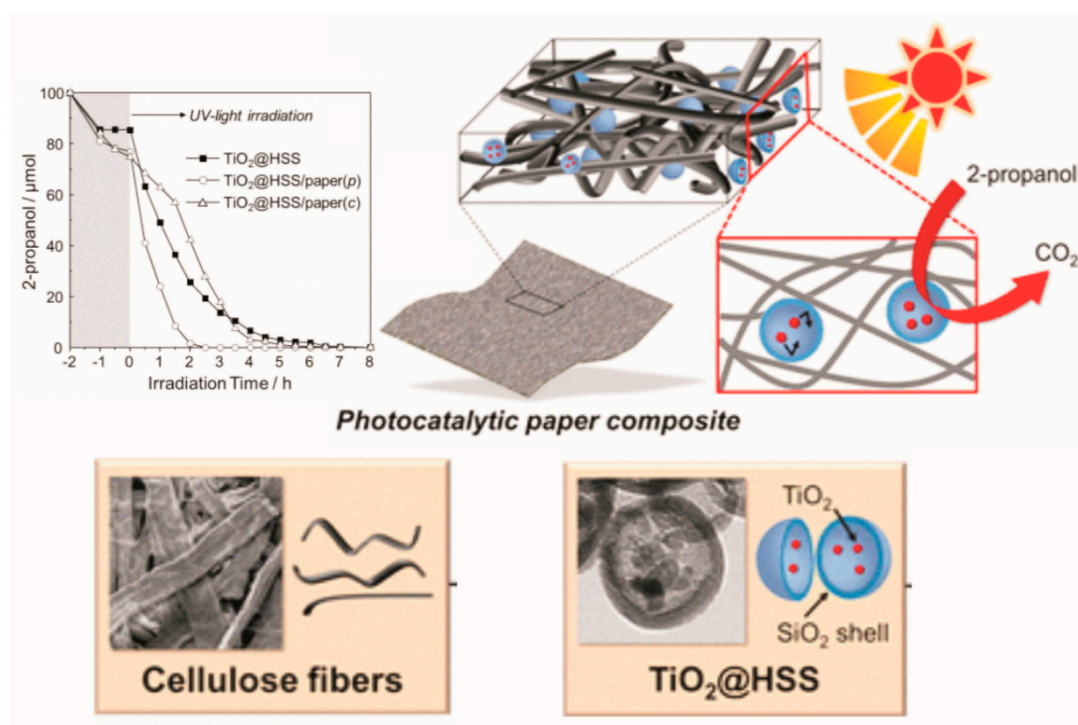 100
80
60
40
20
0
-2 -1 0 1 2 3 4 5 6 7 8
2-propanol / μmol
Irradiation Time / h
UV-light irradiation
TiO₂@HSS
TiO₂@HSS/paper(p)
TiO₂@HSS/paper(c)
2-propanol
CO₂
Photocatalytic paper composite
Cellulose fibers
TiO₂
SiO₂ shell
TiO₂@HSS